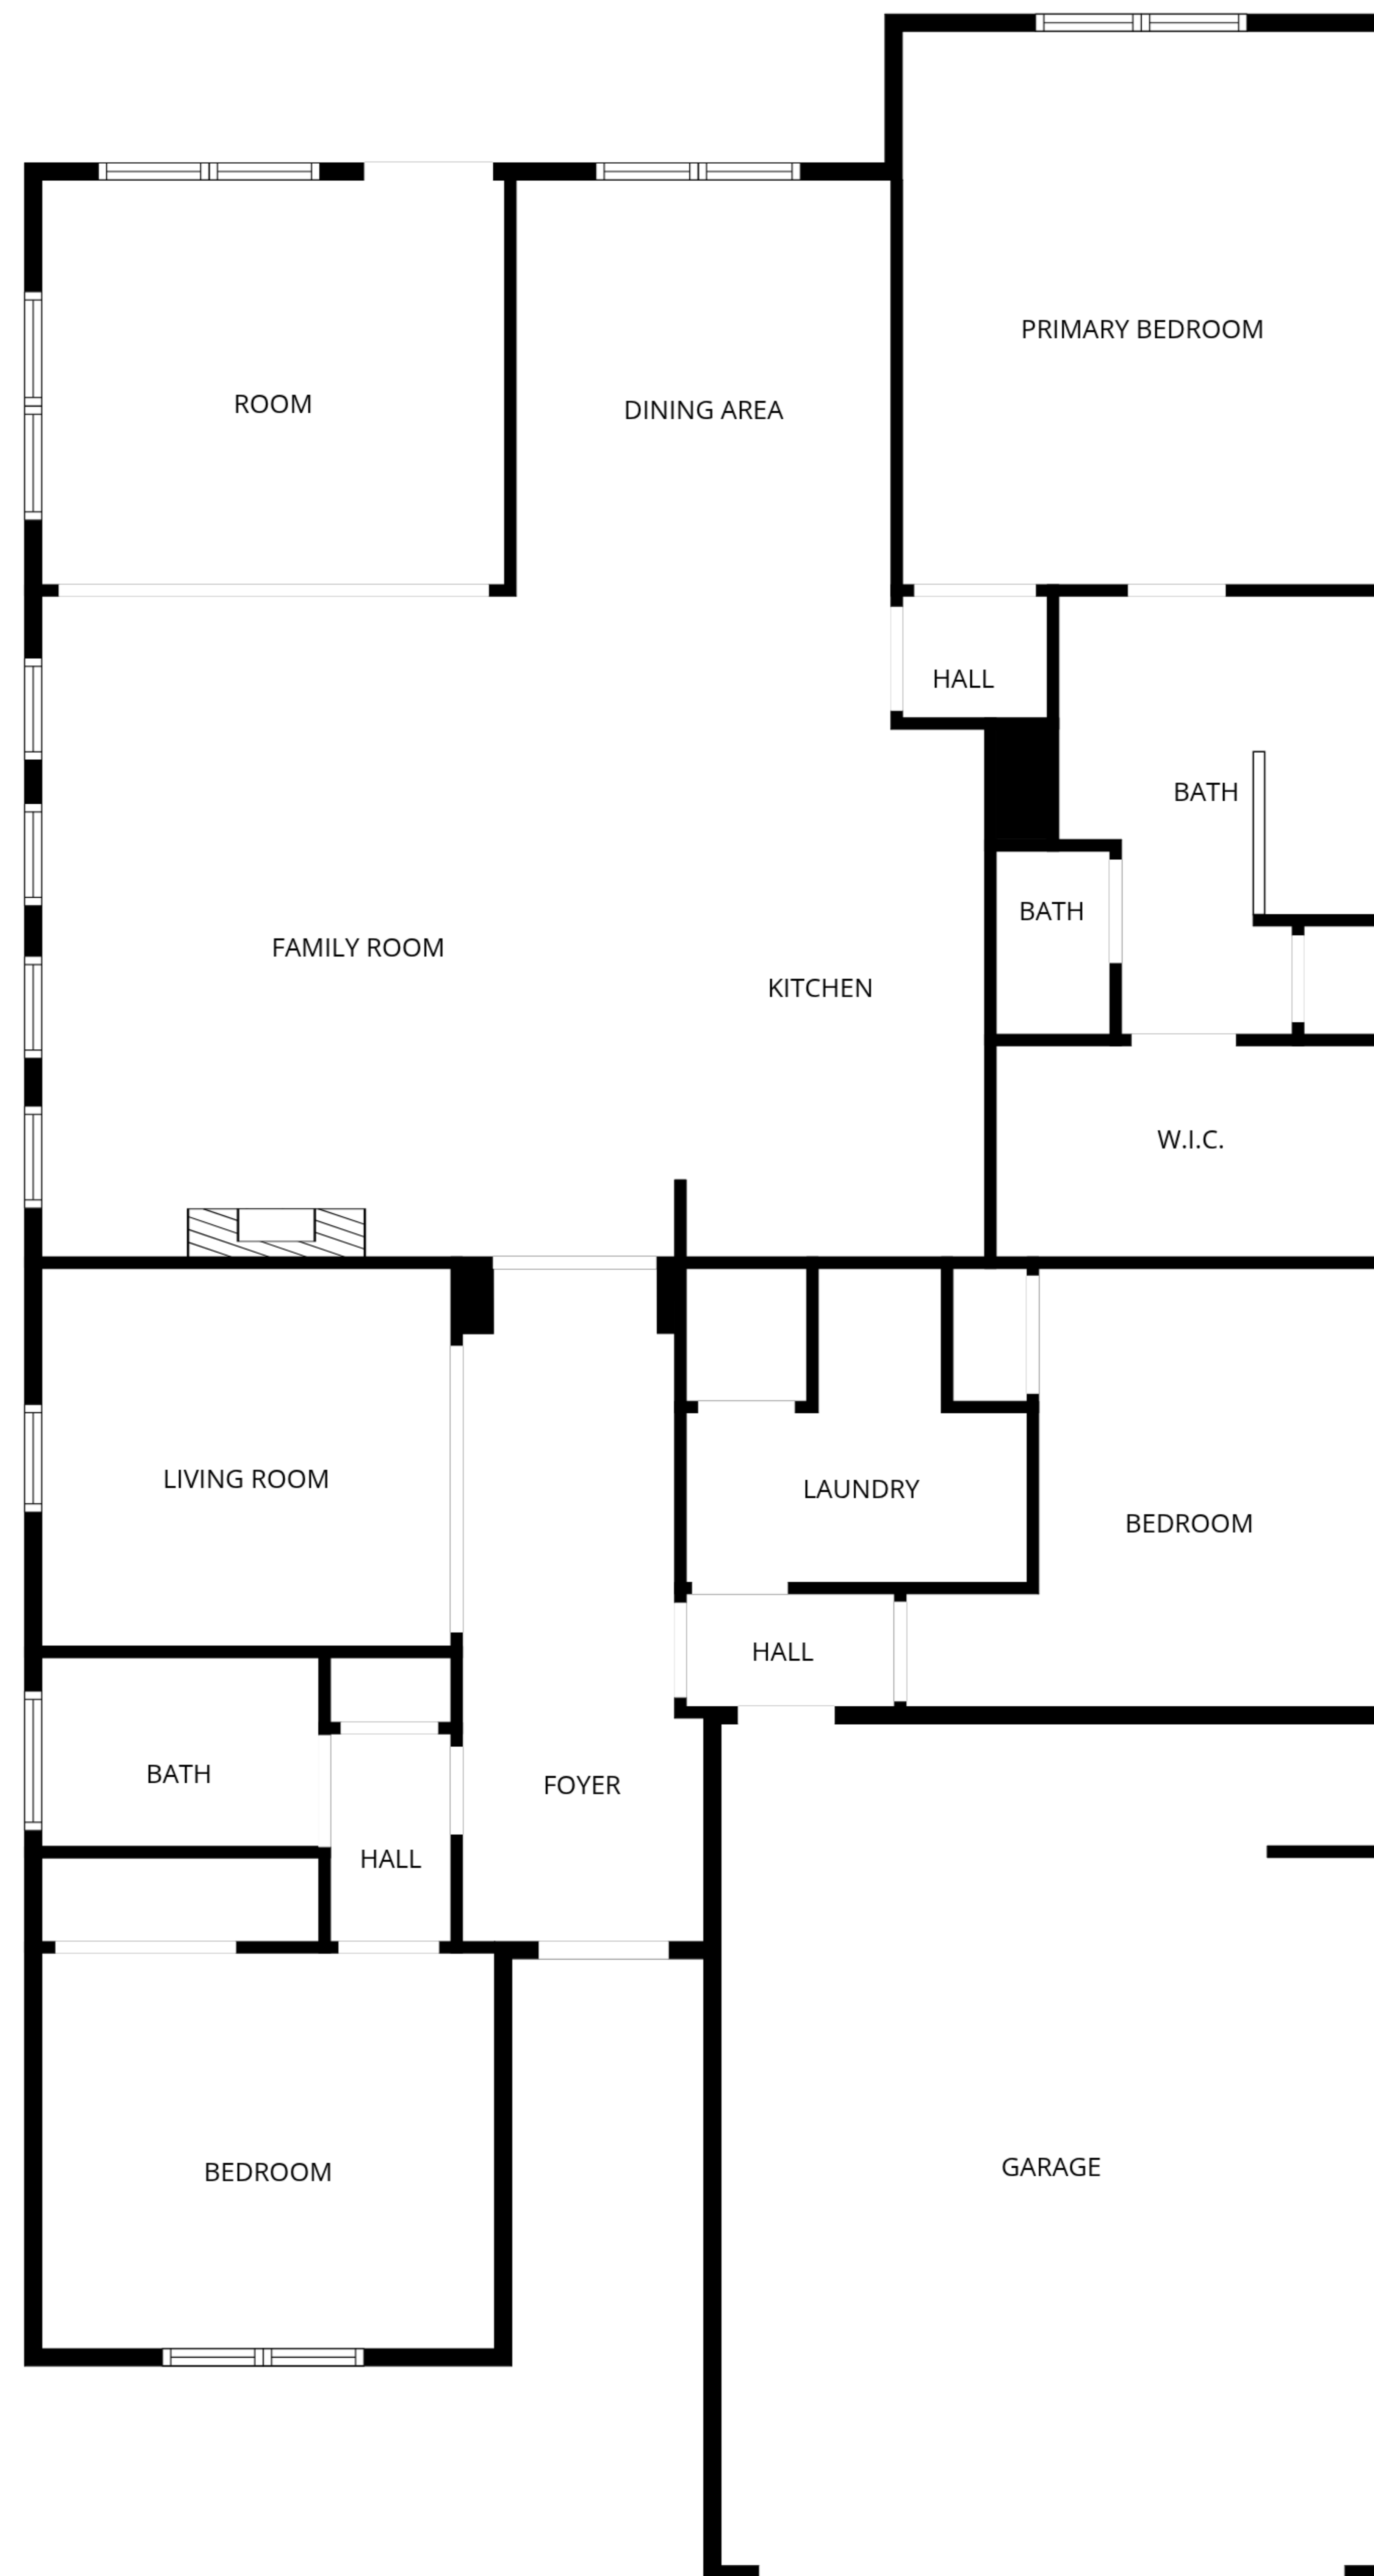 PRIMARY BEDROOM
ROOM
DINING AREA
HALL
BATH
BATH
FAMILY ROOM
KITCHEN
W.I.C.
LIVING ROOM
LAUNDRY
BEDROOM
HALL
BATH
FOYER
HALL
BEDROOM
GARAGE